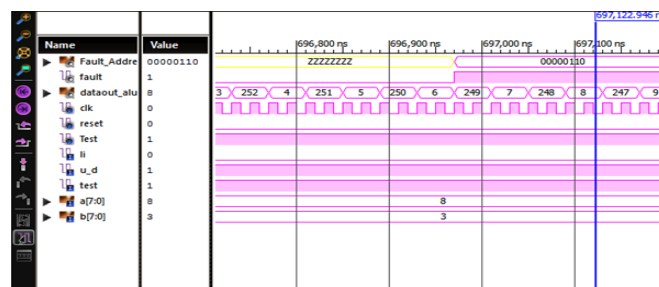 697,122.946 n
Name Value 696,800 ns 696,900 ns 697,000 ns 697,100 ns
Fault_Addre 00000110 ZZZZZZZZ 00000110
fault 1
dataout_alu 8 3 252 4 251 5 250 6 249 7 248 8 247 9
clk 0
reset 0
Test 1
li 0
u_d 1
test 1
a[7:0] 8 8
b[7:0] 3 3